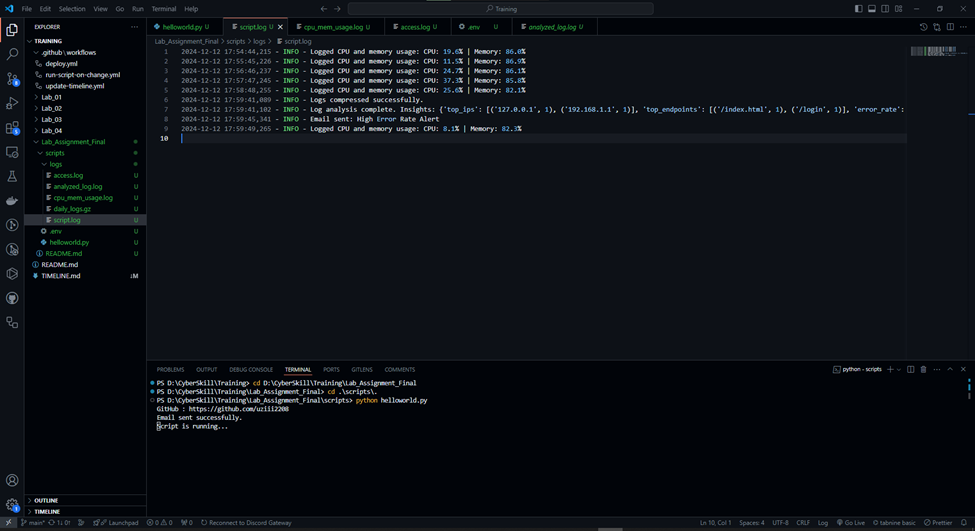 File Edit Selection View Go Run Terminal Help
Training
EXPLORER
TRAINING
.github\workflows
deploy.yml
run-script-on-change.yml
update-timeline.yml
Lab_01
Lab_02
Lab_03
Lab_04
Lab_Assignment_Final
scripts
logs
access.log U
analyzed_log.log U
cpu_mem_usage.log U
daily_logs.gz U
script.log U
.env U
helloworld.py U
README.md U
README.md
TIMELINE.md ↓M
OUTLINE
TIMELINE
helloworld.py U script.log U cpu_mem_usage.log U access.log U .env U analyzed_log.log U
Lab_Assignment_Final > scripts > logs > script.log
1 2024-12-12 17:54:44,215 - INFO - Logged CPU and memory usage: CPU: 19.6% | Memory: 86.0%
2 2024-12-12 17:55:45,226 - INFO - Logged CPU and memory usage: CPU: 11.5% | Memory: 86.9%
3 2024-12-12 17:56:46,237 - INFO - Logged CPU and memory usage: CPU: 24.7% | Memory: 86.1%
4 2024-12-12 17:57:47,245 - INFO - Logged CPU and memory usage: CPU: 37.3% | Memory: 85.8%
5 2024-12-12 17:58:48,255 - INFO - Logged CPU and memory usage: CPU: 25.6% | Memory: 82.1%
6 2024-12-12 17:59:41,089 - INFO - Logs compressed successfully.
7 2024-12-12 17:59:41,102 - INFO - Log analysis complete. Insights: {'top_ips': [('127.0.0.1', 1), ('192.168.1.1', 1)], 'top_endpoints': [('/index.html', 1), ('/login', 1)], 'error_rate':
8 2024-12-12 17:59:45,341 - INFO - Email sent: High Error Rate Alert
9 2024-12-12 17:59:49,265 - INFO - Logged CPU and memory usage: CPU: 8.1% | Memory: 82.3%
10
PROBLEMS OUTPUT DEBUG CONSOLE TERMINAL PORTS GITLENS COMMENTS
python - scripts
PS D:\CyberSkill\Training> cd D:\CyberSkill\Training\Lab_Assignment_Final
PS D:\CyberSkill\Training\Lab_Assignment_Final> cd .\scripts\.
PS D:\CyberSkill\Training\Lab_Assignment_Final\scripts> python helloworld.py
GitHub : https://github.com/uziii2208
Email sent successfully.
Script is running...
main* 1↓ 0↑ Launchpad 0 0 0 Reconnect to Discord Gateway Ln 10, Col 1 Spaces: 4 UTF-8 CRLF Log Go Live tabnine basic Prettier